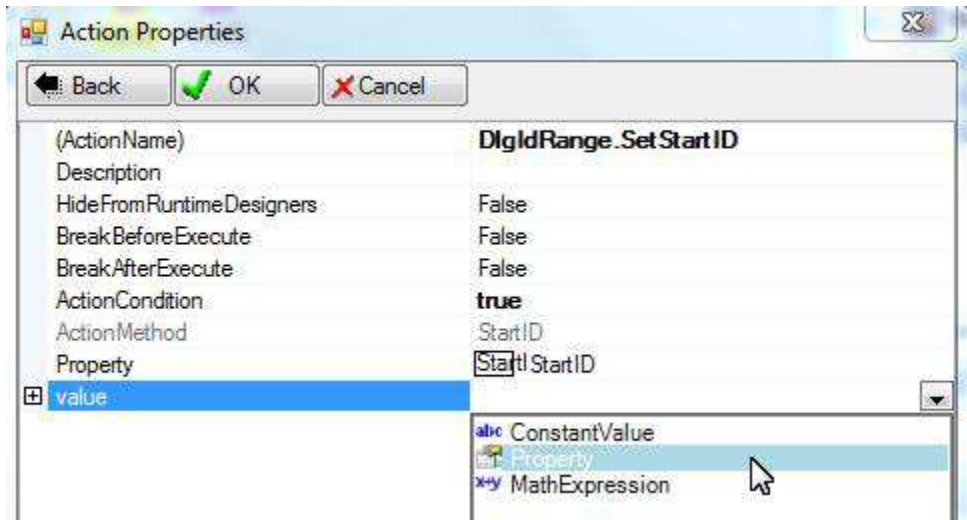 Action Properties
Back OK Cancel
(ActionName) DlgIdRange.SetStartID
Description
HideFromRuntimeDesigners False
BreakBeforeExecute False
BreakAfterExecute False
ActionCondition true
ActionMethod StartID
Property StartI StartID
value
abc ConstantValue
Property
x+y MathExpression